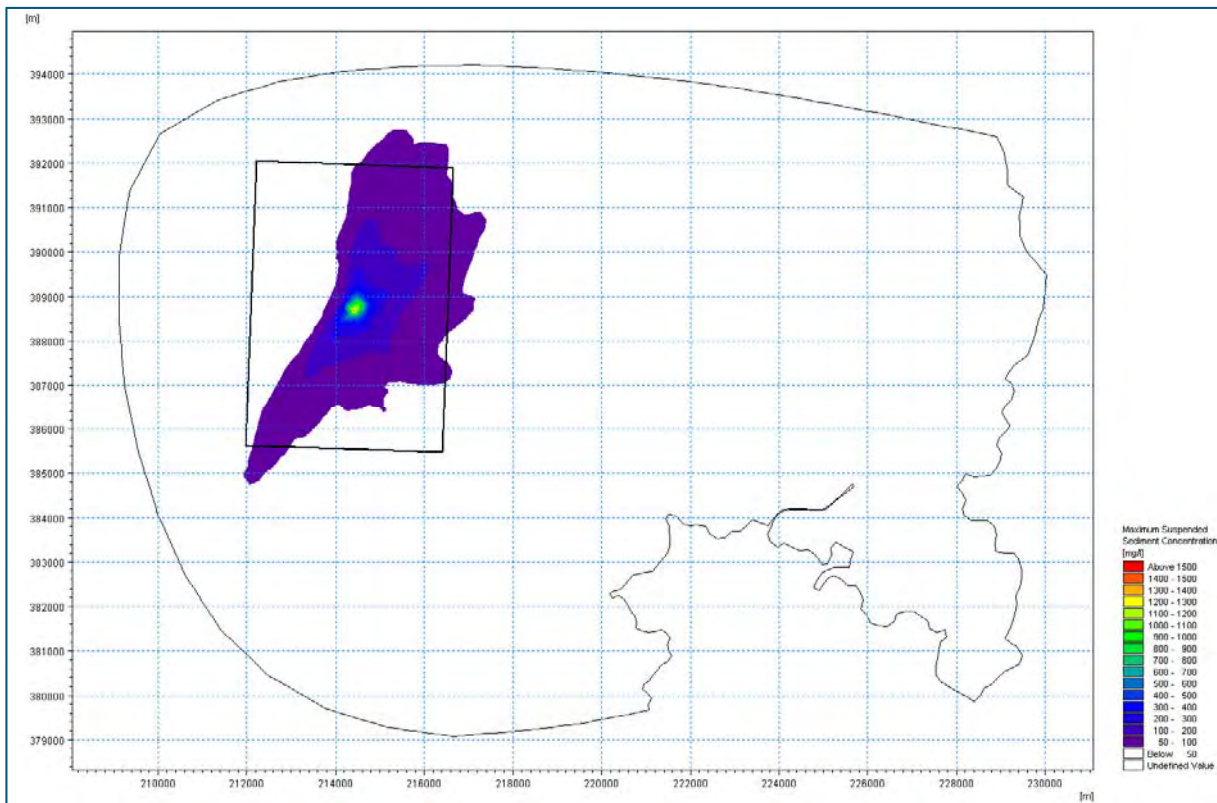 [m]
394000
393000
392000
391000
390000
389000
388000
387000
386000
385000
384000
383000
382000
381000
380000
379000
210000 212000 214000 216000 218000 220000 222000 224000 226000 228000 230000
[m]
Maximum Suspended
Sediment Concentration
[mg/l]
Above 1500
1400 - 1500
1300 - 1400
1200 - 1300
1100 - 1200
1000 - 1100
900 - 1000
800 - 900
700 - 800
600 - 700
500 - 600
400 - 500
300 - 400
200 - 300
100 - 200
50 - 100
Below 50
Undefined Value